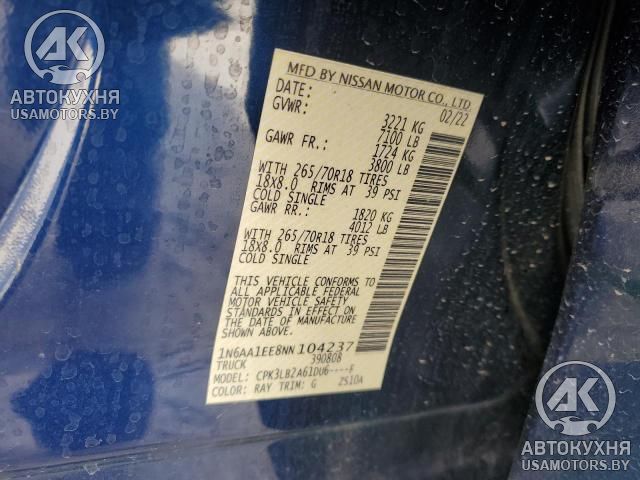 AK
АВТОКУХНЯ
USAMOTORS.BY
MFD BY NISSAN MOTOR CO., LTD.
DATE: 02/22
GVWR: 3221 KG
7100 LB
GAWR FR.: 1724 KG
3800 LB
WITH 265/70R18 TIRES
18X8.0 RIMS AT 39 PSI
COLD SINGLE
GAWR RR.: 1820 KG
4012 LB
WITH 265/70R18 TIRES
18X8.0 RIMS AT 39 PSI
COLD SINGLE
THIS VEHICLE CONFORMS TO
ALL APPLICABLE FEDERAL
MOTOR VEHICLE SAFETY
STANDARDS IN EFFECT ON
THE DATE OF MANUFACTURE
SHOWN ABOVE.
1N6AA1EE8NN104237
TRUCK 390808
MODEL: CPK3LB2A61DU6----F
COLOR: RAY TRIM: G ZS10A
AK
АВТОКУХНЯ
USAMOTORS.BY